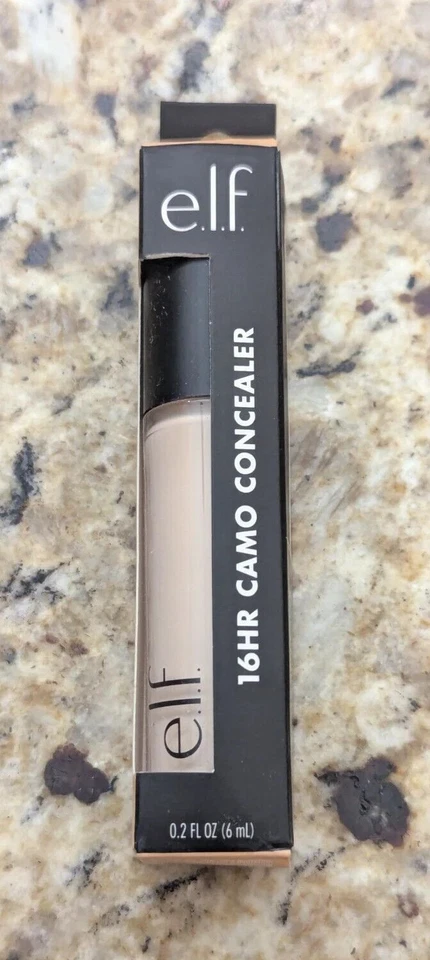 e.l.f.
16HR CAMO CONCEALER
e.l.f.
0.2 FL OZ (6 mL)